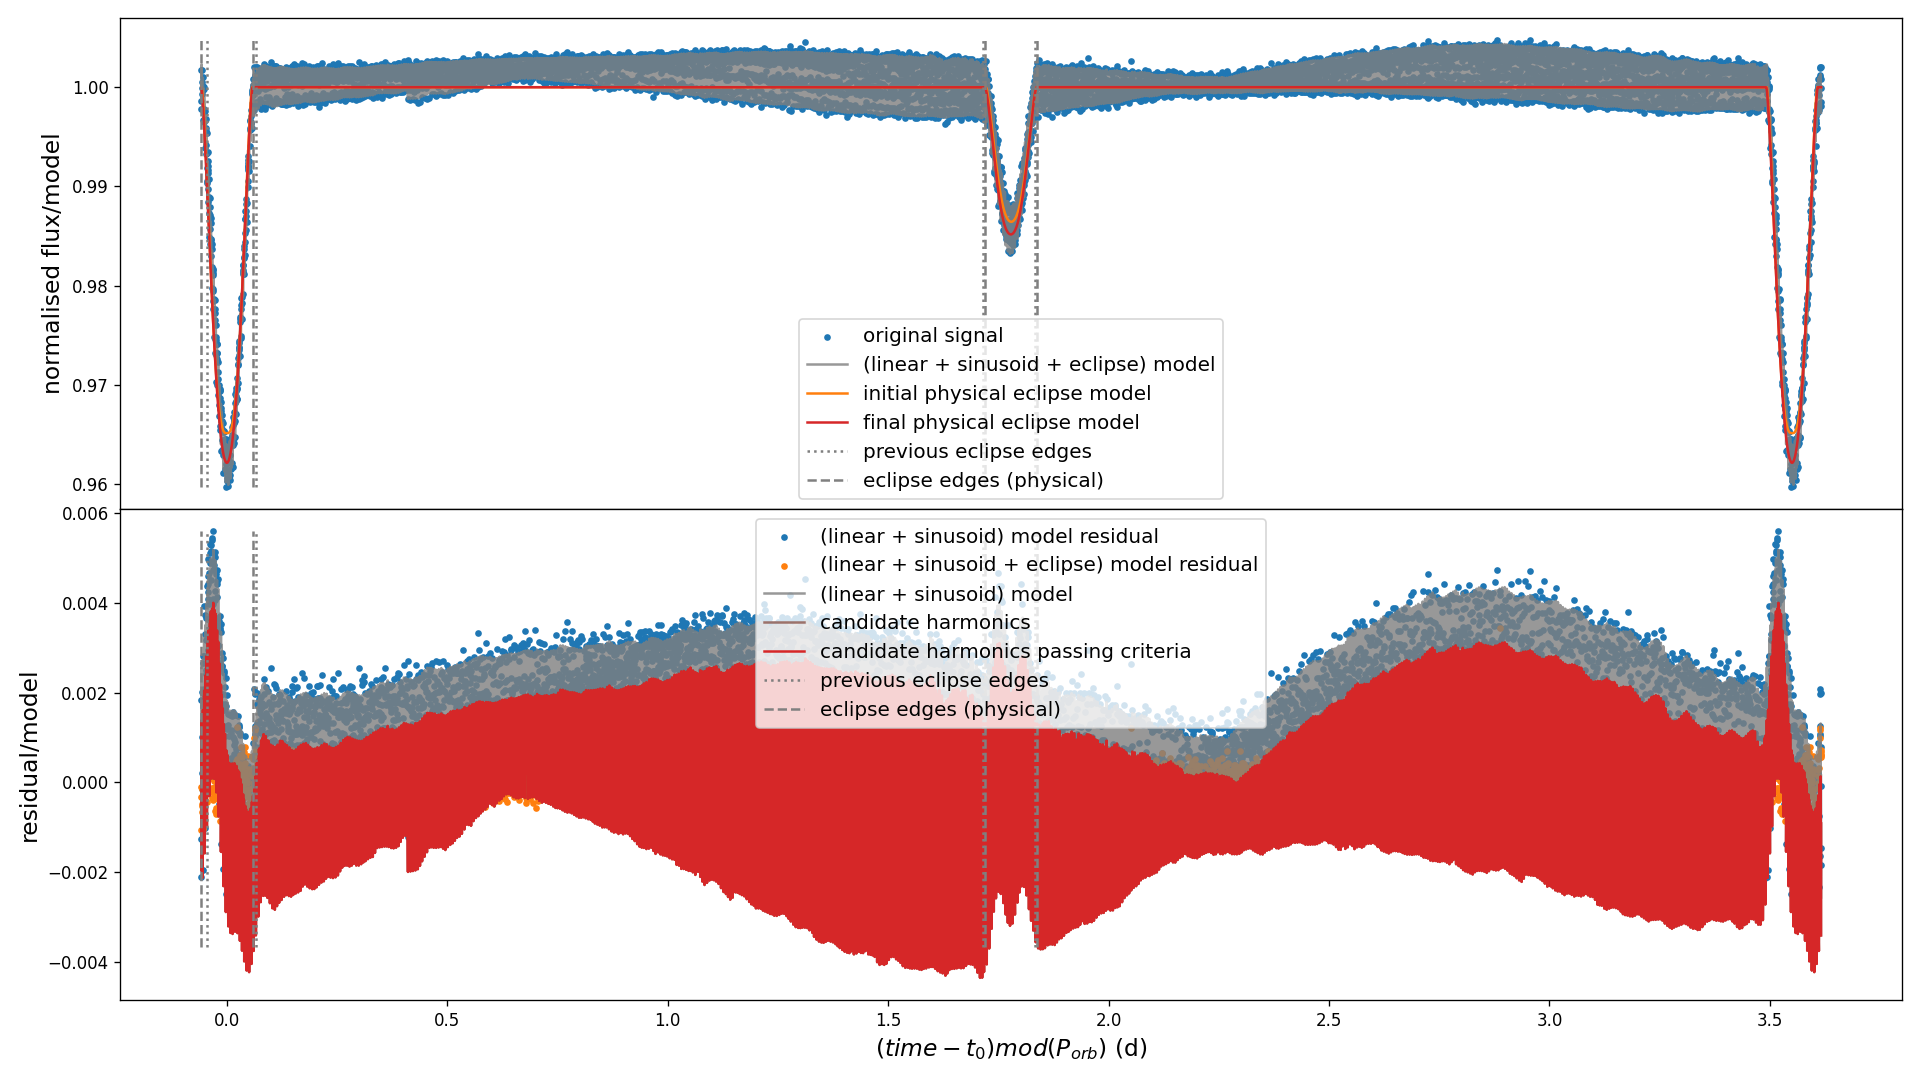 normalised flux/model
1.00
0.99
0.98
0.97
0.96
original signal
(linear + sinusoid + eclipse) model
initial physical eclipse model
final physical eclipse model
previous eclipse edges
eclipse edges (physical)
residual/model
0.006
0.004
0.002
0.000
−0.002
−0.004
(linear + sinusoid) model residual
(linear + sinusoid + eclipse) model residual
(linear + sinusoid) model
candidate harmonics
candidate harmonics passing criteria
previous eclipse edges
eclipse edges (physical)
0.0 0.5 1.0 1.5 2.0 2.5 3.0 3.5
(time − t₀)mod(Pₒᵣb) (d)